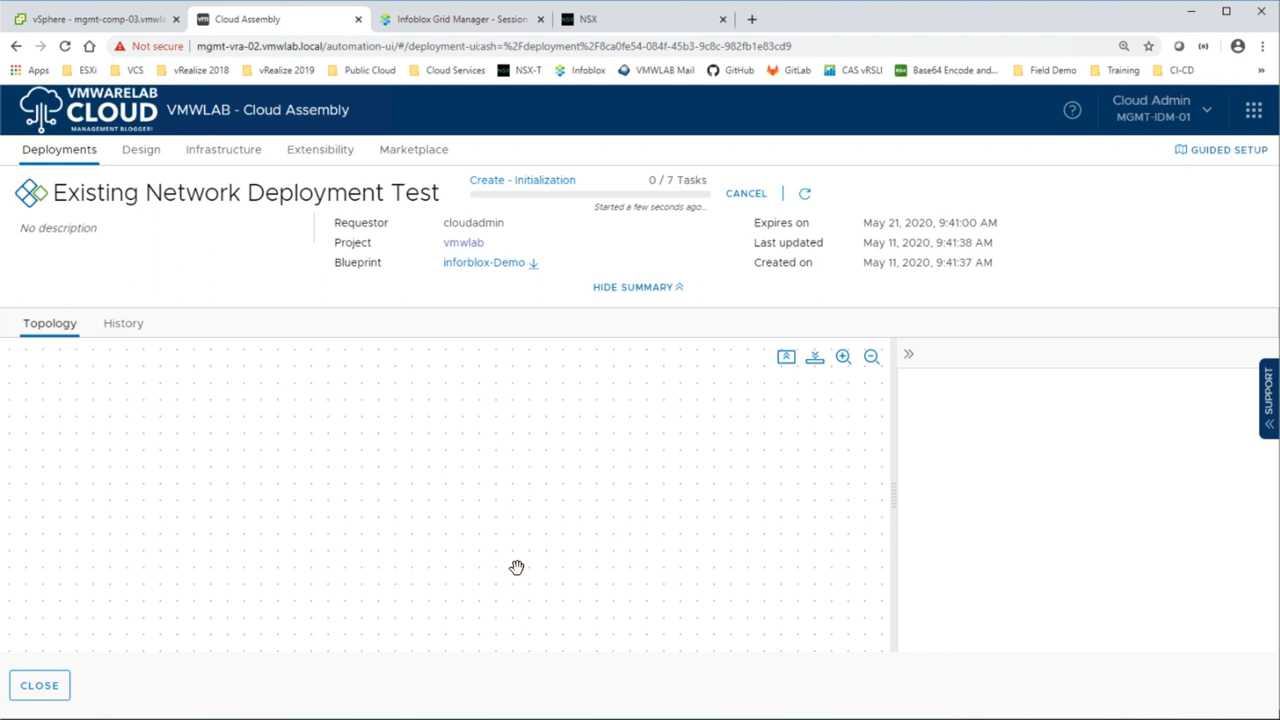 vSphere - mgmt-comp-03.vmwla
Cloud Assembly
Infoblox Grid Manager - Session
NSX
Not secure
mgmt-vra-02.vmwlab.local/automation-ui/#/deployment-ui;ash=%2Fdeployment%2F8ca0fe54-084f-45b3-9c8c-982fb1e83cd9
Apps
ESXi
VCS
vRealize 2018
vRealize 2019
Public Cloud
Cloud Services
NSX-T
Infoblox
VMWLAB Mail
GitHub
GitLab
CAS vRSLI
Base64 Encode and...
Field Demo
Training
CI-CD
VMWARELAB
CLOUD
MANAGEMENT BLOGGER!
VMWLAB - Cloud Assembly
Cloud Admin
MGMT-IDM-01
Deployments
Design
Infrastructure
Extensibility
Marketplace
GUIDED SETUP
Existing Network Deployment Test
No description
Create - Initialization
0 / 7 Tasks
Started a few seconds ago...
CANCEL
Requestor cloudadmin
Project vmwlab
Blueprint inforblox-Demo
Expires on May 21, 2020, 9:41:00 AM
Last updated May 11, 2020, 9:41:38 AM
Created on May 11, 2020, 9:41:37 AM
HIDE SUMMARY
Topology
History
SUPPORT
CLOSE